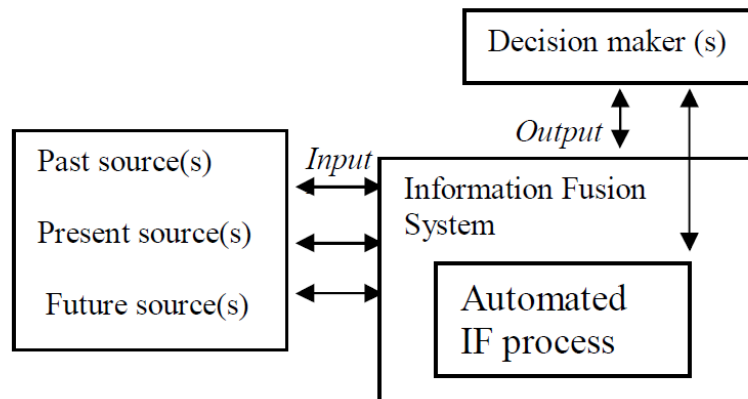 Decision maker (s)
Output
Past source(s)
Input
Present source(s)
Future source(s)
Information Fusion
System
Automated
IF process